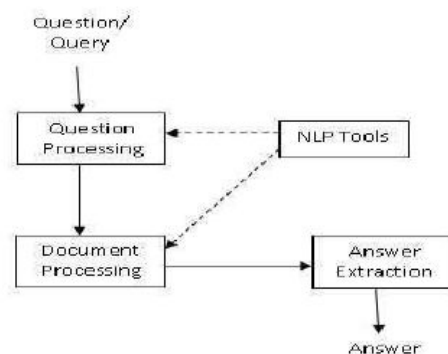 Question/
Query
Question
Processing
NLP Tools
Document
Processing
Answer
Extraction
Answer